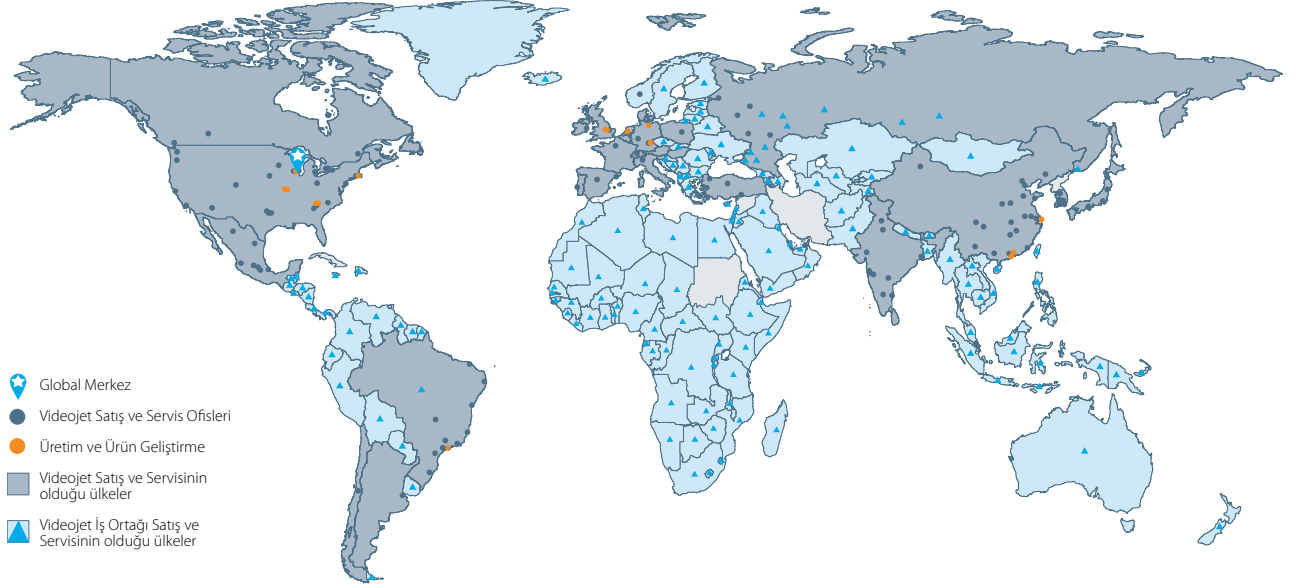 Global Merkez
Videojet Satış ve Servis Ofisleri
Üretim ve Ürün Geliştirme
Videojet Satış ve Servisinin
olduğu ülkeler
Videojet İş Ortağı Satış ve
Servisinin olduğu ülkeler